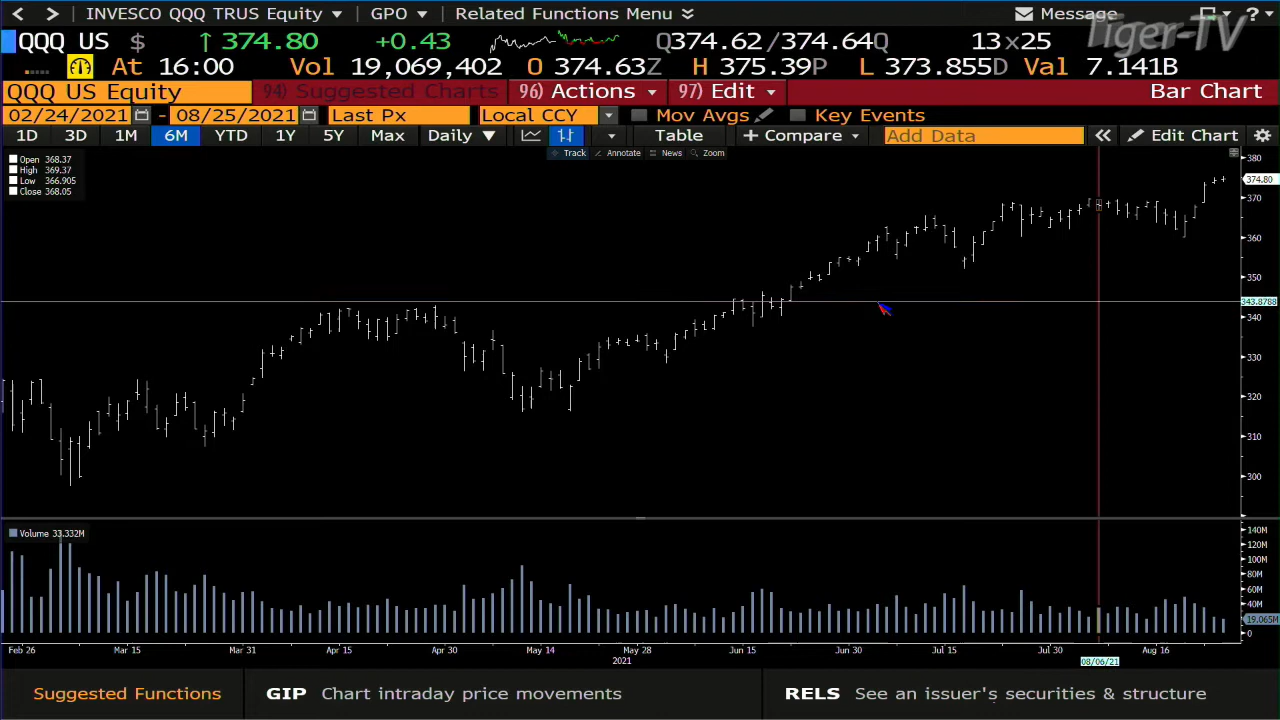 INVESCO QQQ TRUS Equity GPO Related Functions Menu Message ?
QQQ US $ ↑ 374.80 +0.43 Q374.62/374.64Q 13x25
Tiger-TV
At 16:00 Vol 19,069,402 O 374.63Z H 375.39P L 373.855D Val 7.141B
QQQ US Equity 94) Suggested Charts 96) Actions 97) Edit Bar Chart
02/24/2021 - 08/25/2021 Last Px Local CCY Mov Avgs Key Events
1D 3D 1M 6M YTD 1Y 5Y Max Daily ▼ Table + Compare Add Data « Edit Chart
Track Annotate News Zoom
Open 368.37
High 369.37
Low 366.905
Close 368.05
380
374.80
370
360
350
343.8788
340
330
320
310
300
Volume 33.332M
140M
120M
100M
80M
60M
40M
19.065M
0
Feb 26 Mar 15 Mar 31 Apr 15 Apr 30 May 14 May 28 Jun 15 Jun 30 Jul 15 Jul 30 Aug 16
2021 08/06/21
Suggested Functions GIP Chart intraday price movements RELS See an issuer's securities & structure